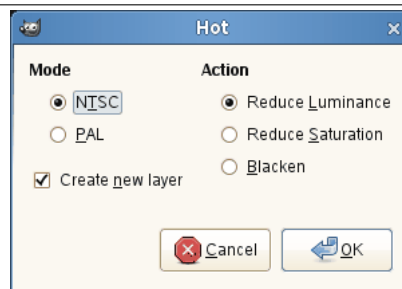 Hot
Mode
Action
NTSC
Reduce Luminance
PAL
Reduce Saturation
Blacken
Create new layer
Cancel
OK